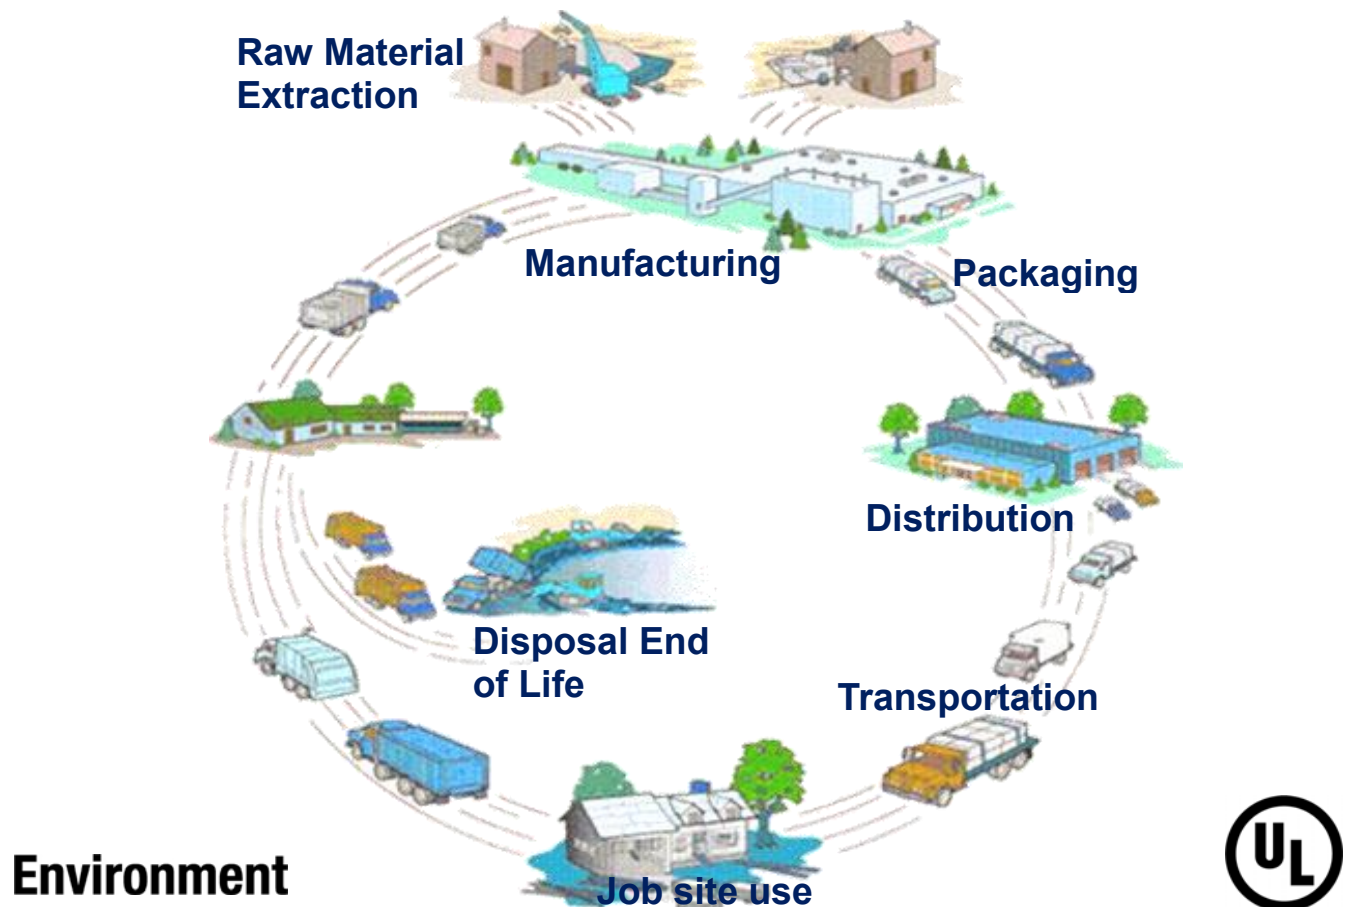 Raw Material
Extraction
Manufacturing
Packaging
Distribution
Disposal End
of Life
Transportation
Job site use
Environment
UL